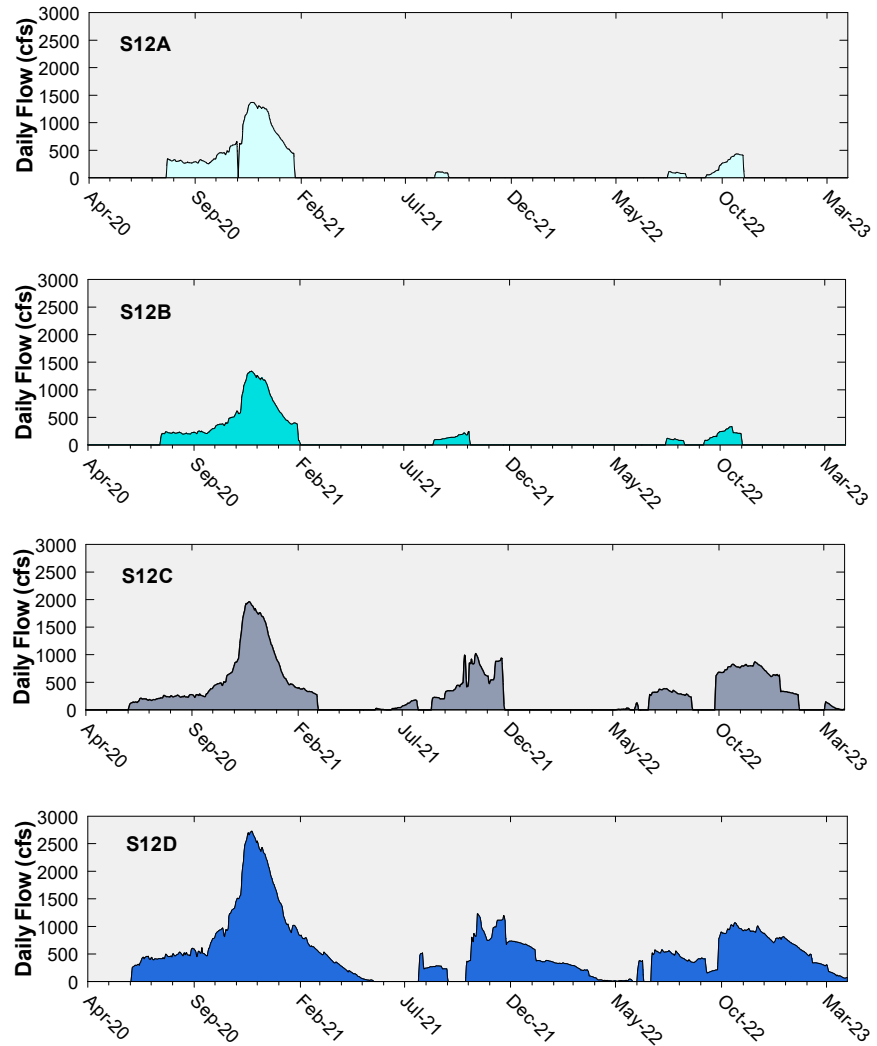 3000
2500
2000
1500
1000
500
0
Daily Flow (cfs)
S12A
Apr-20
Sep-20
Feb-21
Jul-21
Dec-21
May-22
Oct-22
Mar-23
3000
2500
2000
1500
1000
500
0
Daily Flow (cfs)
S12B
Apr-20
Sep-20
Feb-21
Jul-21
Dec-21
May-22
Oct-22
Mar-23
3000
2500
2000
1500
1000
500
0
Daily Flow (cfs)
S12C
Apr-20
Sep-20
Feb-21
Jul-21
Dec-21
May-22
Oct-22
Mar-23
3000
2500
2000
1500
1000
500
0
Daily Flow (cfs)
S12D
Apr-20
Sep-20
Feb-21
Jul-21
Dec-21
May-22
Oct-22
Mar-23